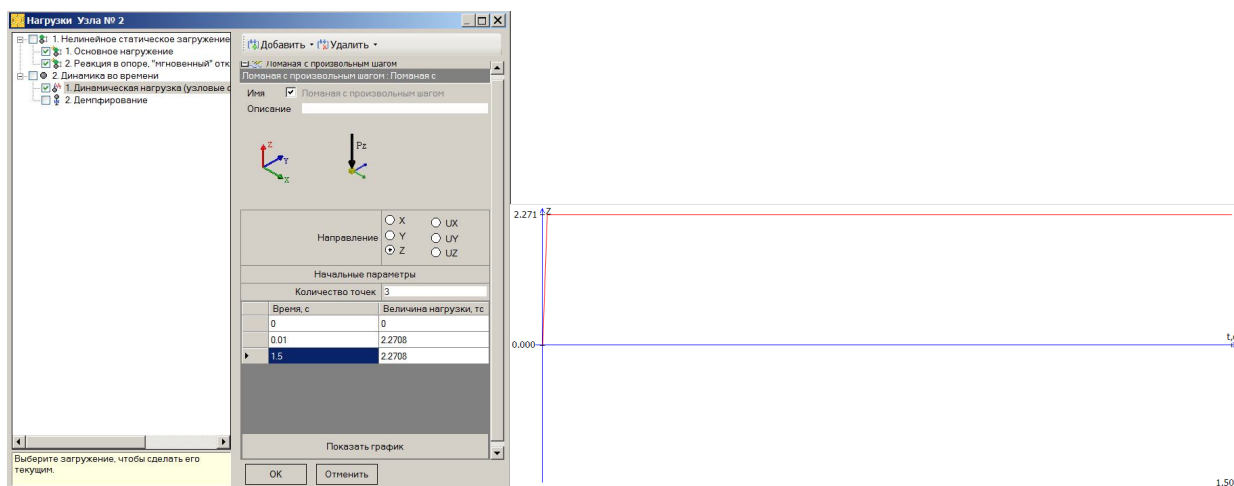 Нагрузки Узла № 2
1. Нелинейное статическое загружение
1. Основное нагружение
2. Реакция в опоре, "мгновенный" отк
2. Динамика во времени
1. Динамическая нагрузка (узловые с
2. Демпфирование
Выберите загружение, чтобы сделать его
текущим.
Добавить Удалить
Ломаная с произвольным шагом
Ломаная с произвольным шагом : Ломаная с
Имя Ломаная с произвольным шагом
Описание
Z Y X Pz
Направление
X UX
Y UY
Z UZ
Начальные параметры
Количество точек 3
Время, с Величина нагрузки, тс
0 0
0.01 2.2708
1.5 2.2708
Показать график
ОК Отменить
2.271 Z
0.000 t,
1.50